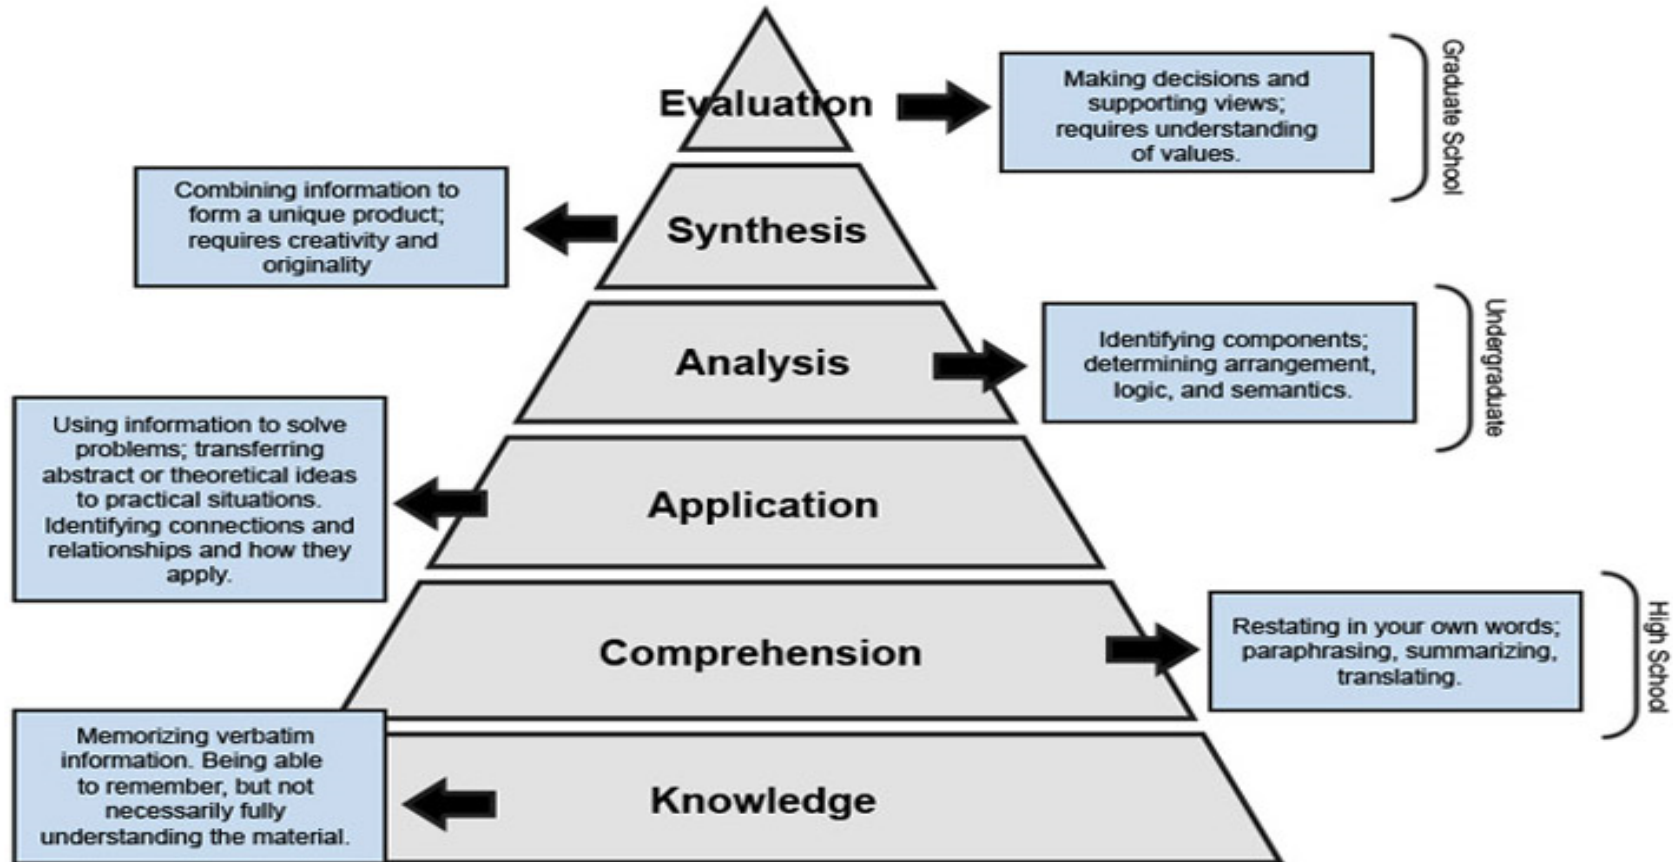 Evaluation
Making decisions and
supporting views;
requires understanding
of values.
Graduate School
Combining information to
form a unique product;
requires creativity and
originality
Synthesis
Analysis
Identifying components;
determining arrangement,
logic, and semantics.
Undergraduate
Using information to solve
problems; transferring
abstract or theoretical ideas
to practical situations.
Identifying connections and
relationships and how they
apply.
Application
Comprehension
Restating in your own words;
paraphrasing, summarizing,
translating.
High School
Memorizing verbatim
information. Being able
to remember, but not
necessarily fully
understanding the material.
Knowledge